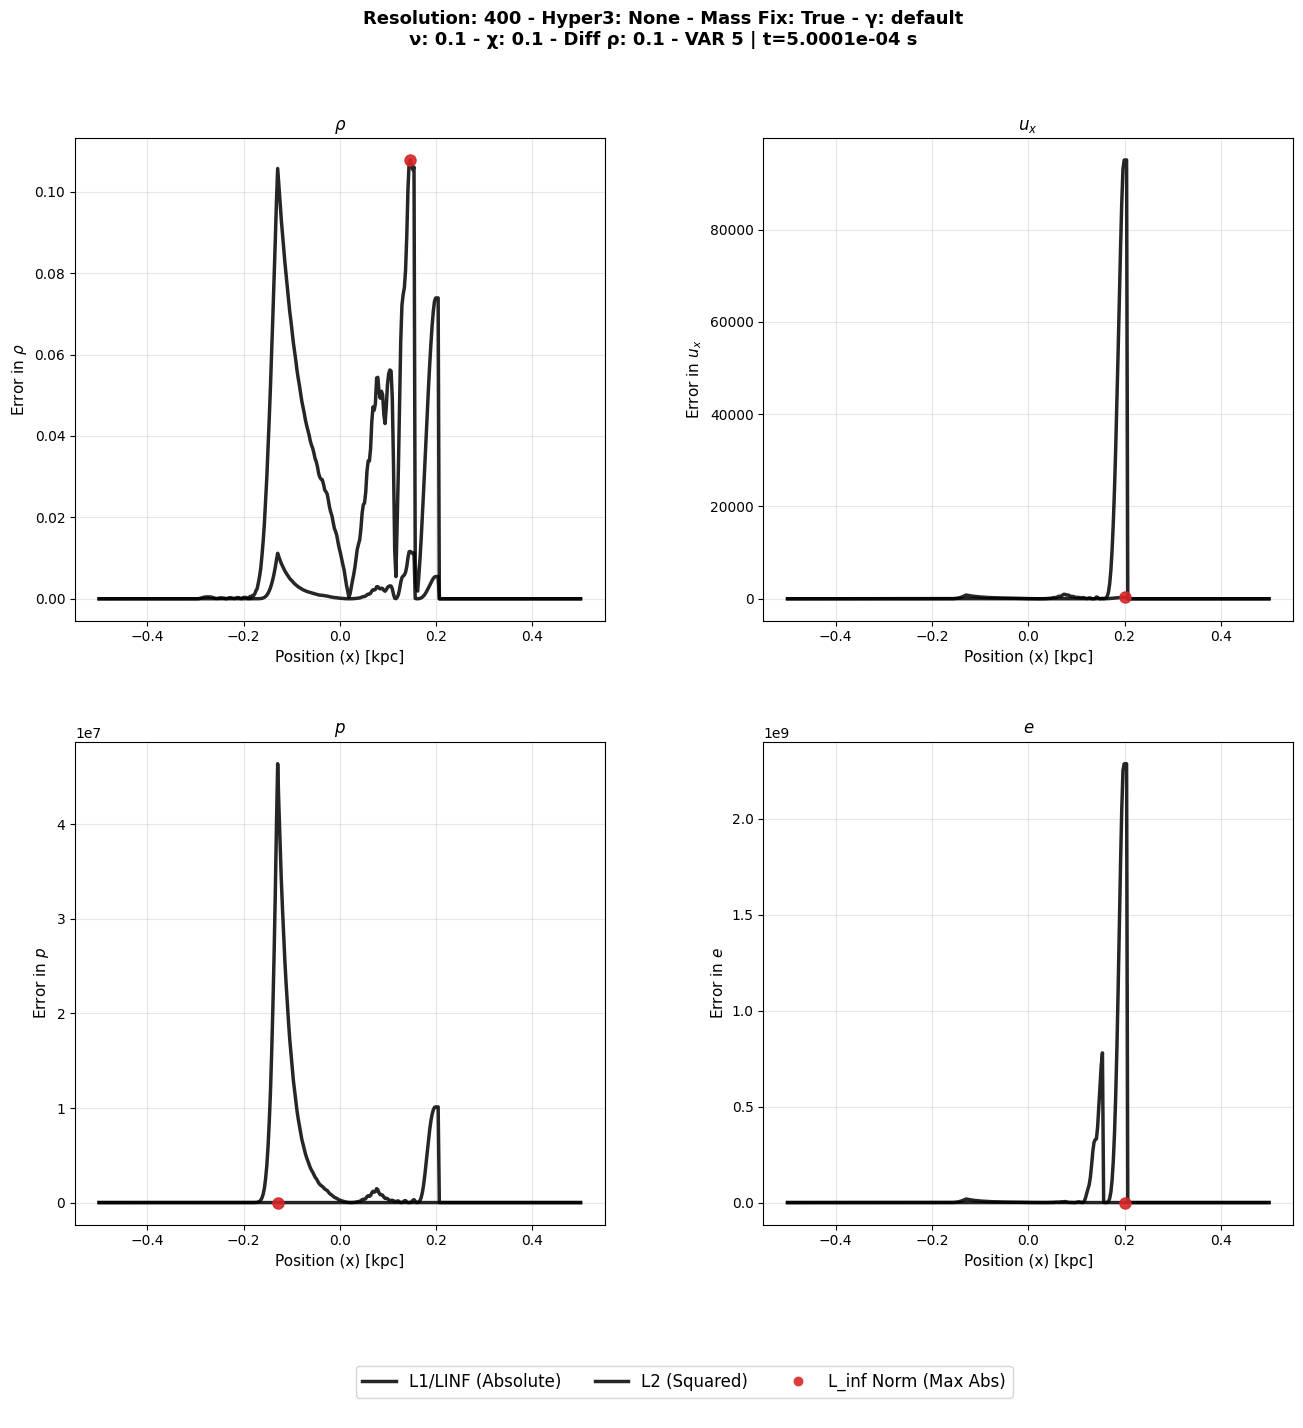 Resolution: 400 - Hyper3: None - Mass Fix: True - γ: default
ν: 0.1 - χ: 0.1 - Diff ρ: 0.1 - VAR 5 | t=5.0001e-04 s
ρ
Error in ρ
0.10
0.08
0.06
0.04
0.02
0.00
−0.4 −0.2 0.0 0.2 0.4
Position (x) [kpc]
u_x
Error in u_x
80000
60000
40000
20000
0
−0.4 −0.2 0.0 0.2 0.4
Position (x) [kpc]
p
1e7
Error in p
4
3
2
1
0
−0.4 −0.2 0.0 0.2 0.4
Position (x) [kpc]
e
1e9
Error in e
2.0
1.5
1.0
0.5
0.0
−0.4 −0.2 0.0 0.2 0.4
Position (x) [kpc]
L1/LINF (Absolute) L2 (Squared) L_inf Norm (Max Abs)